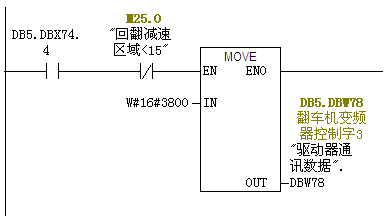 M25.0
DB5.DBX74.
4
"回翻减速
区域<15"
MOVE
EN
ENO
W#16#3800
IN
DB5.DBW78
翻车机变频
器控制字3
"驱动器通
讯数据".
OUT
DBW78